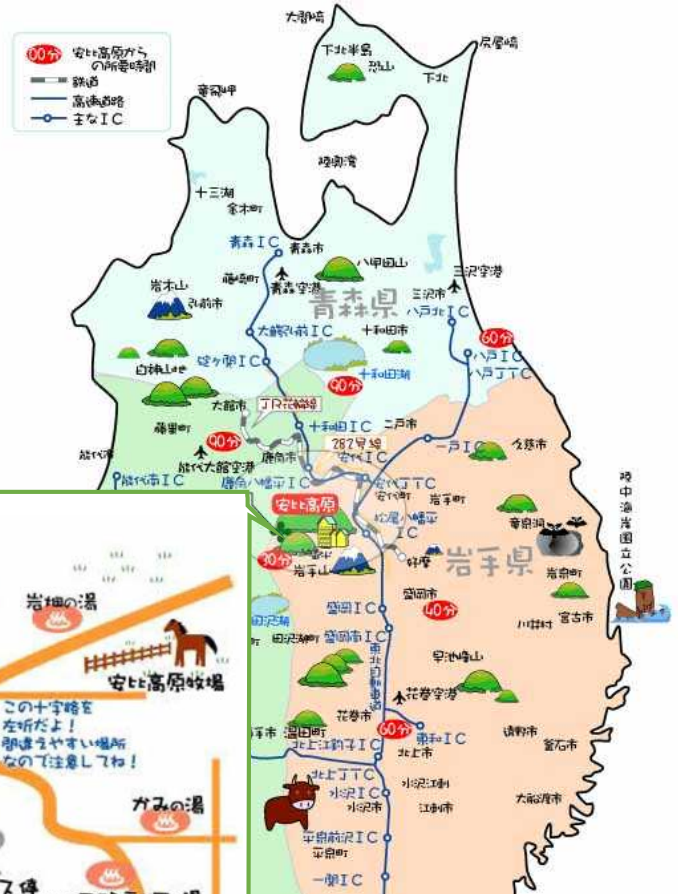 00分 安比高原から
の所要時間
鉄道
高速道路
主なIC
大間崎
下北半島
恐山
下北
尻屋崎
竜飛岬
陸奥湾
十三湖
金木町
青森IC
青森市
八甲田山
三沢空港
藤崎町
青森空港
三沢市
岩木山
弘前市
青森県
八戸北IC
大鰐弘前IC
十和田市
60分
八戸IC
八戸JTC
碇ヶ関IC
十和田湖
白神山地
90分
大館市
JR花輪線
十和田IC
二戸市
藤里町
90分
282号線
一戸IC
久慈市
能代大館空港
鹿角市
安代IC
能代南IC
鹿角八幡平IC
安代JTC
安代町
岩手町
安比高原
松尾八幡平
IC
竜泉洞
陸中海岸国立公園
30分
岩手山
好摩
岩手県
岩泉町
盛岡市
40分
盛岡IC
川井村
宮古市
田沢湖
田沢湖町
盛岡南IC
東北自動車道
早池峰山
花巻空港
花巻市
湯田町
60分
東和IC
遠野市
釜石市
北上江釣子IC
北上市
北上JTC
水沢IC
水沢江刺
水沢市
江刺市
大船渡市
平泉前沢IC
平泉町
一関IC
岩畑の湯
安比高原牧場
この十字路を
左折だよ!
間違えやすい場所
なので注意してね!
かみの湯
ス停